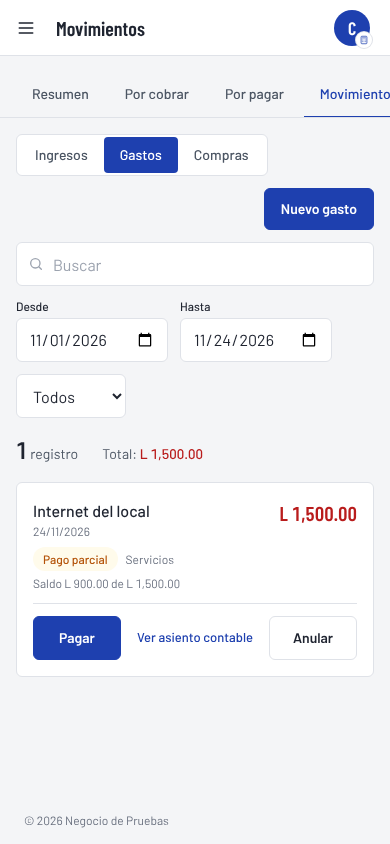 Movimientos
C
Resumen Por cobrar Por pagar Movimiento
Ingresos Gastos Compras
Nuevo gasto
Buscar
Desde Hasta
11/01/2026 11/24/2026
Todos
1 registro Total: L 1,500.00
Internet del local L 1,500.00
24/11/2026
Pago parcial Servicios
Saldo L 900.00 de L 1,500.00
Pagar Ver asiento contable Anular
© 2026 Negocio de Pruebas